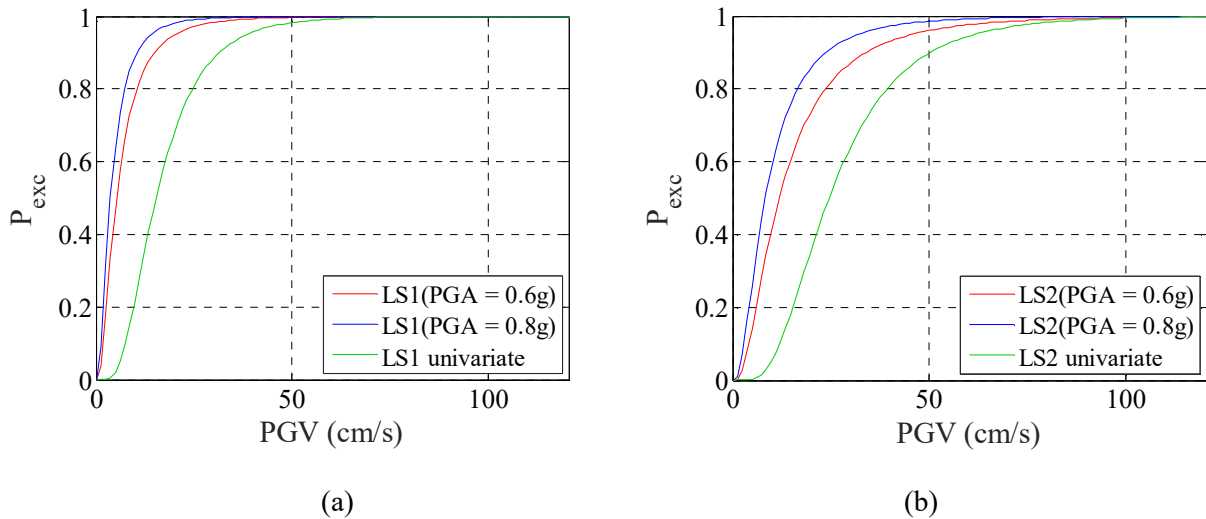 1
0.8
0.6
0.4
0.2
0
P_exc
0
50
100
PGV (cm/s)
LS1(PGA = 0.6g)
LS1(PGA = 0.8g)
LS1 univariate
(a)
1
0.8
0.6
0.4
0.2
0
P_exc
0
50
100
PGV (cm/s)
LS2(PGA = 0.6g)
LS2(PGA = 0.8g)
LS2 univariate
(b)